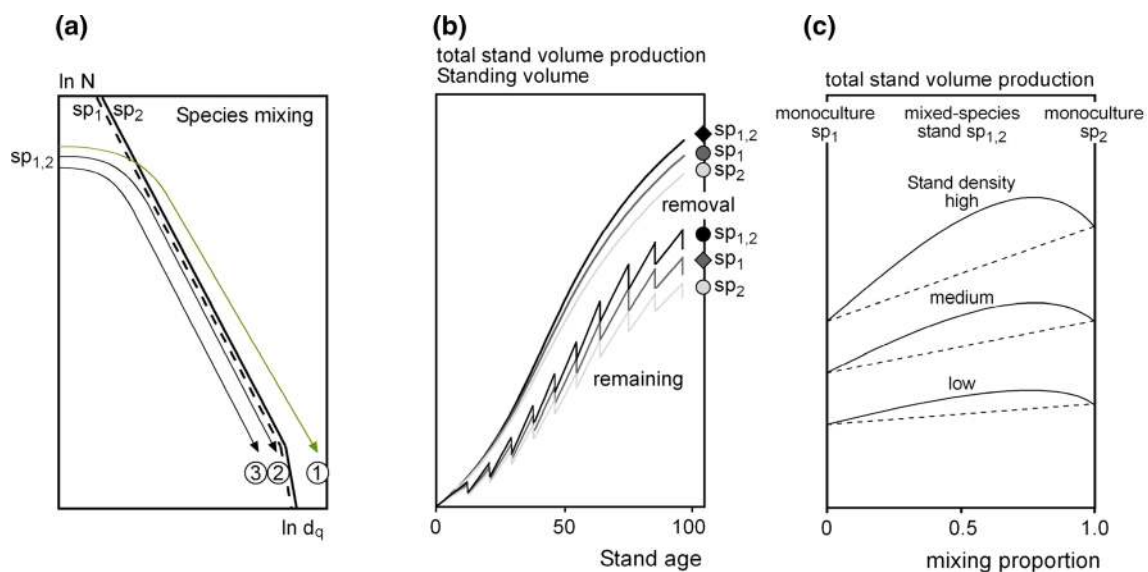 (a)
ln N
sp1 sp2 Species mixing
sp1,2
3 2 1
ln dq
(b)
total stand volume production
Standing volume
sp1,2
sp1
sp2
removal
sp1,2
sp1
sp2
remaining
0 50 100
Stand age
(c)
total stand volume production
monoculture sp1
mixed-species stand sp1,2
monoculture sp2
Stand density
high
medium
low
0 0.5 1.0
mixing proportion